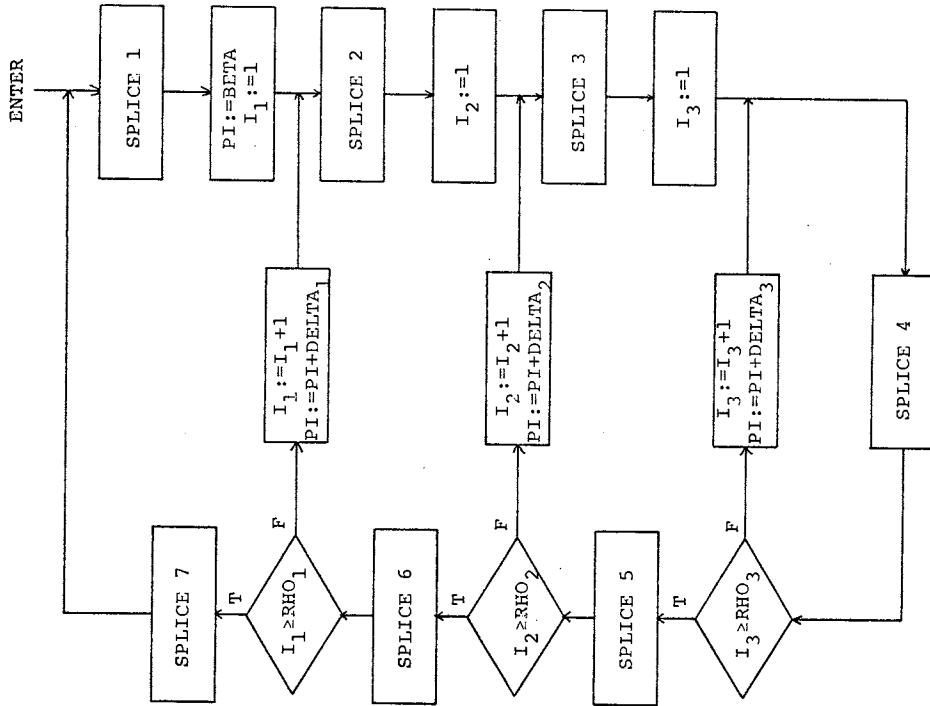 ENTER
SPLICE 1
PI:=BETA
I₁:=1
SPLICE 2
I₂:=1
SPLICE 3
I₃:=1
SPLICE 4
I₃≥RHO₃
T
F
I₃:=I₃+1
PI:=PI+DELTA₃
SPLICE 5
I₂≥RHO₂
T
F
I₂:=I₂+1
PI:=PI+DELTA₂
SPLICE 6
I₁≥RHO₁
T
F
I₁:=I₁+1
PI:=PI+DELTA₁
SPLICE 7